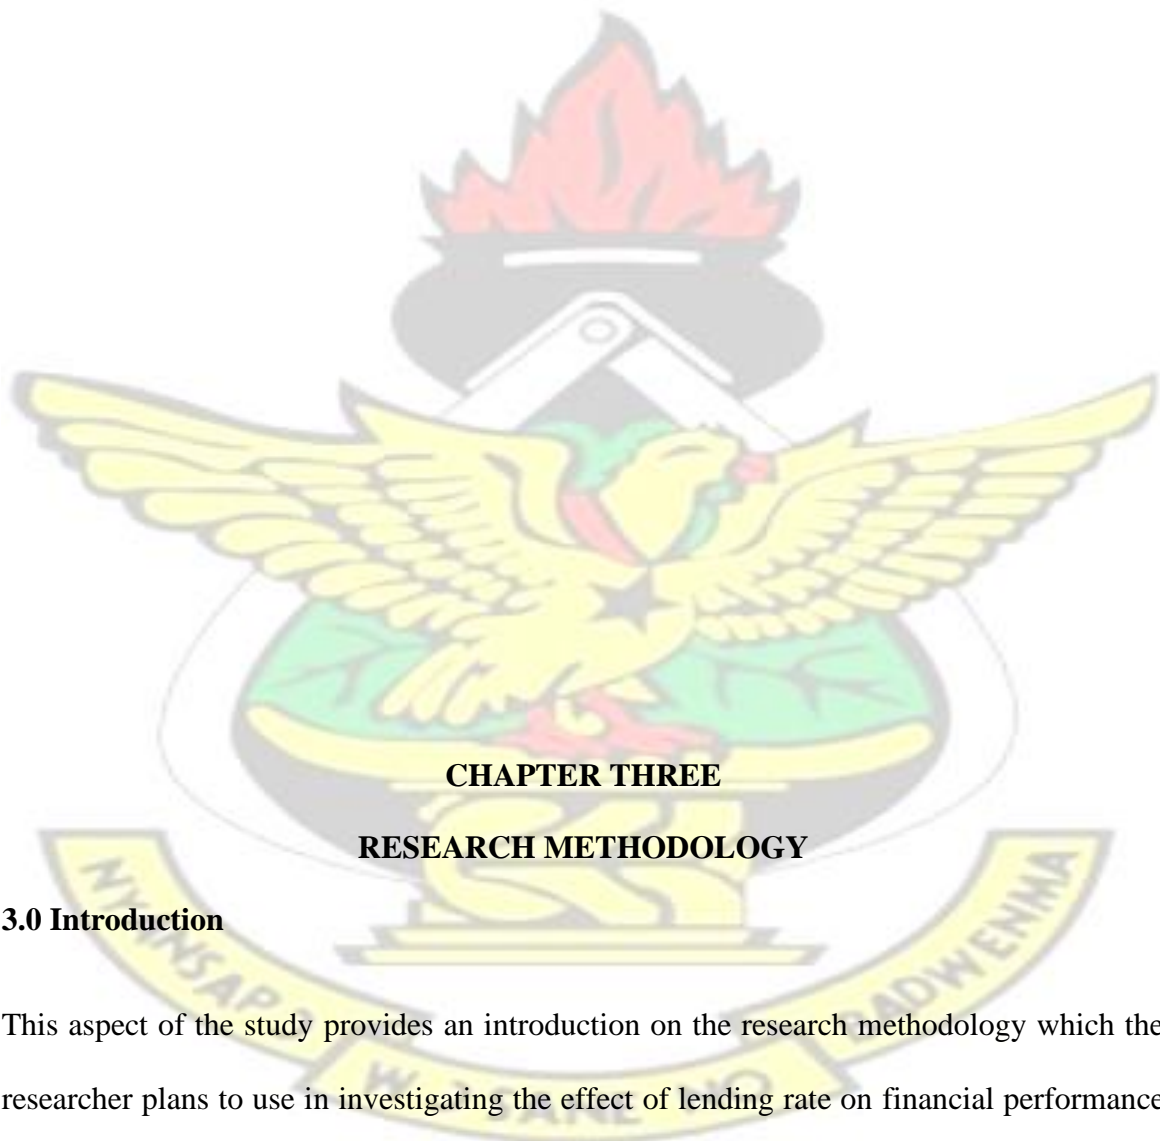 CHAPTER THREE
RESEARCH METHODOLOGY
3.0 Introduction
This aspect of the study provides an introduction on the research methodology which the
researcher plans to use in investigating the effect of lending rate on financial performance